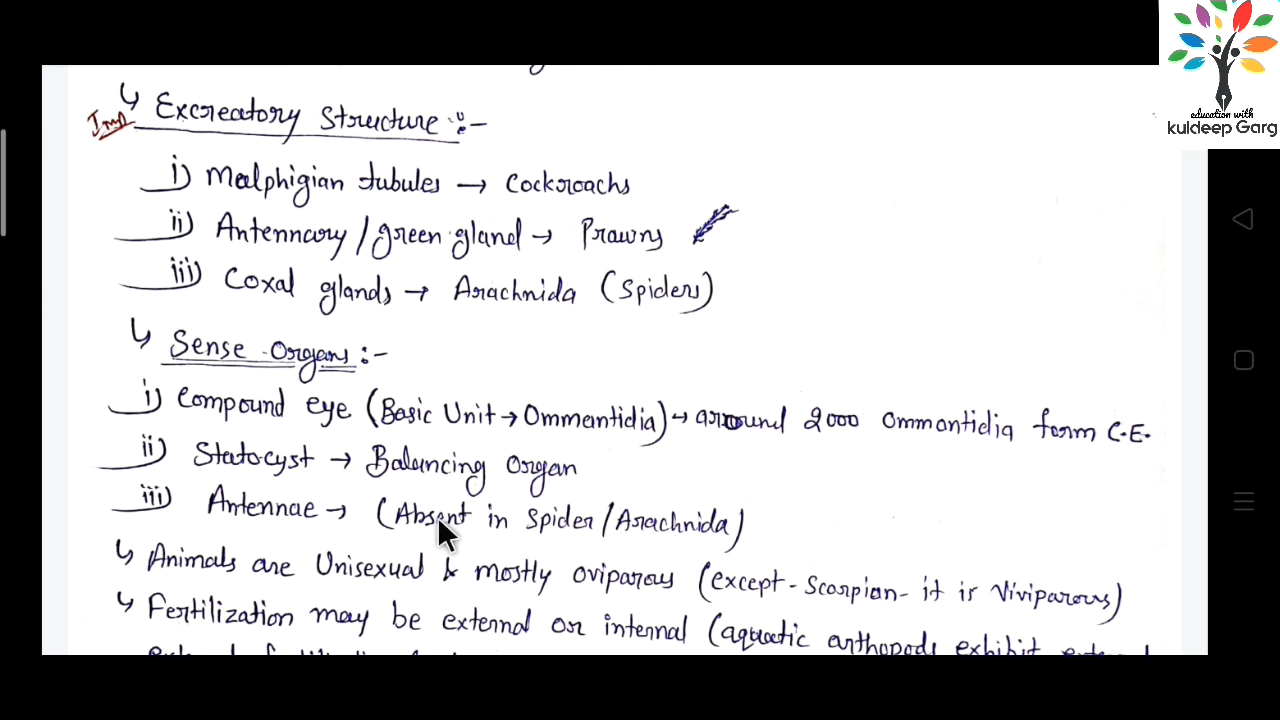 education with
kuldeep Garg
↳ Excreatory Structure :-
Imp
i) Malphigian tubules → Cockroachs
ii) Antennary/green gland → Prawns
iii) Coxal glands → Arachnida (Spiders)
↳ Sense Organs :-
i) Compound eye (Basic Unit → Ommantidia) → around 2000 ommantidia form C.E.
ii) Statocyst → Balancing Organ
iii) Antennae → (Absent in Spider/Arachnida)
↳ Animals are Unisexual & mostly oviparous (except - Scorpian - it is Viviparous)
↳ Fertilization may be external or internal (aquatic arthopods exhibit